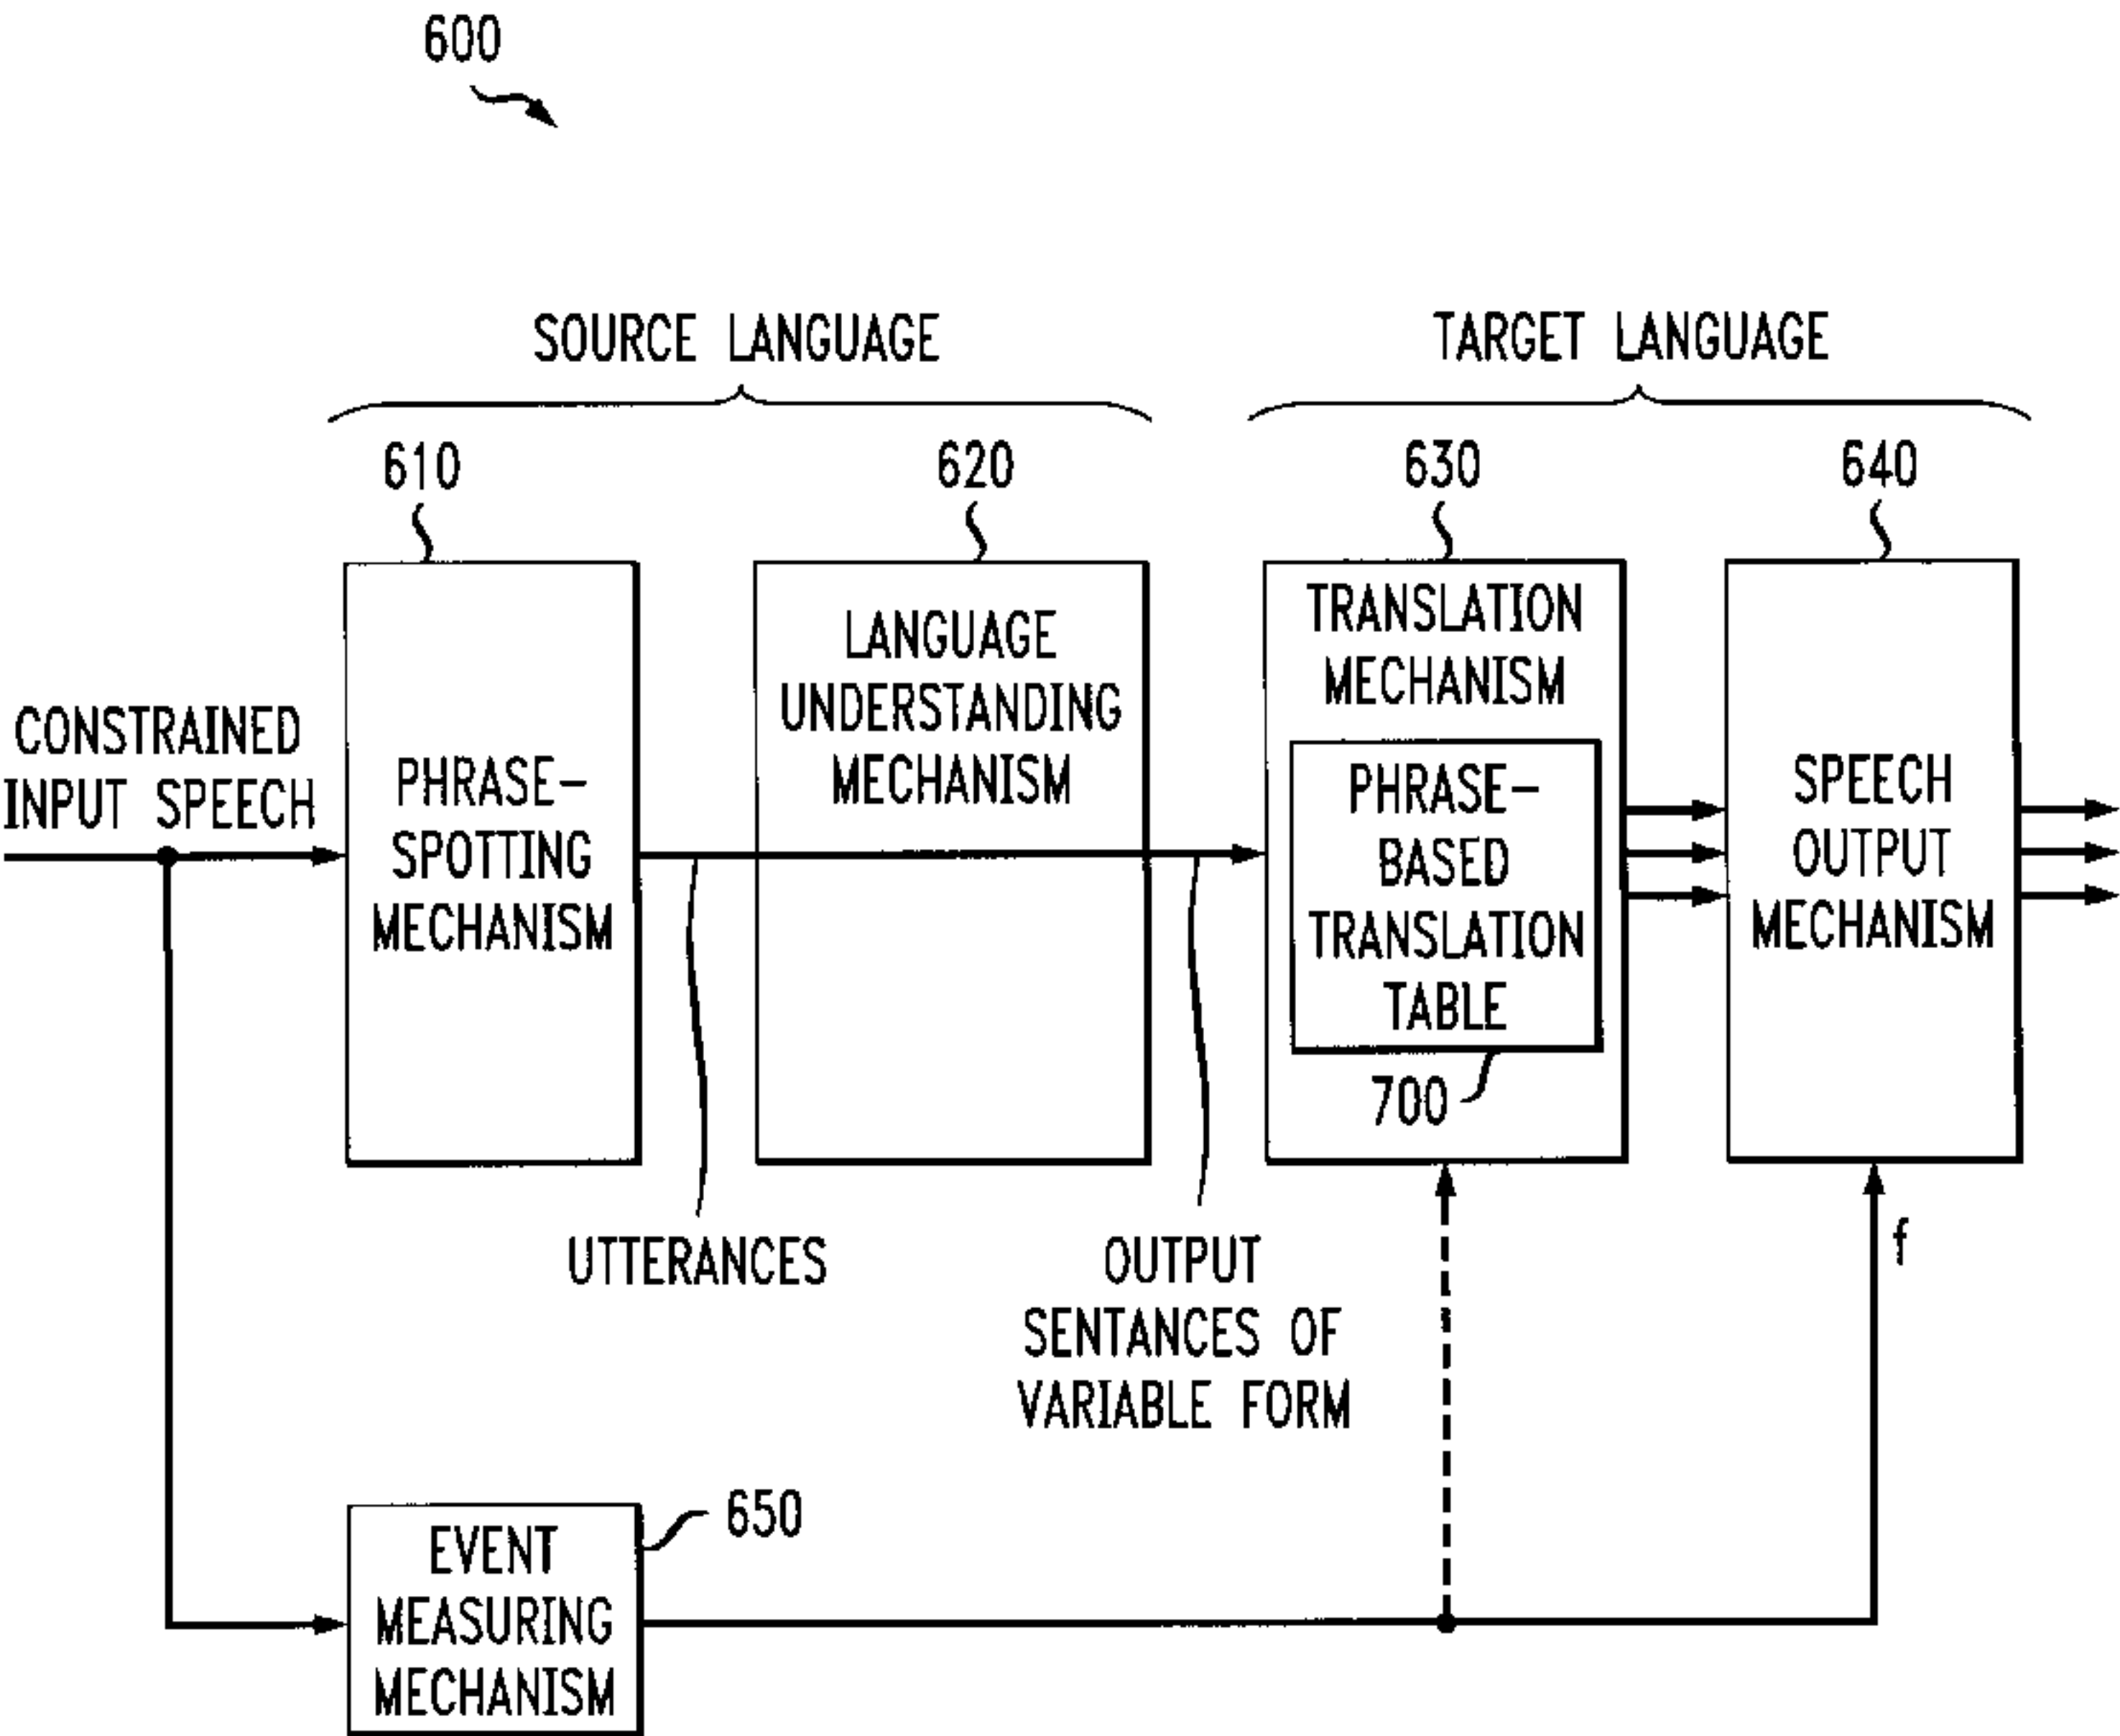 600
SOURCE LANGUAGE
TARGET LANGUAGE
610
620
630
640
CONSTRAINED
INPUT SPEECH
PHRASE-
SPOTTING
MECHANISM
LANGUAGE
UNDERSTANDING
MECHANISM
TRANSLATION
MECHANISM
PHRASE-
BASED
TRANSLATION
TABLE
700
SPEECH
OUTPUT
MECHANISM
UTTERANCES
OUTPUT
SENTANCES OF
VARIABLE FORM
f
EVENT
MEASURING
MECHANISM
650